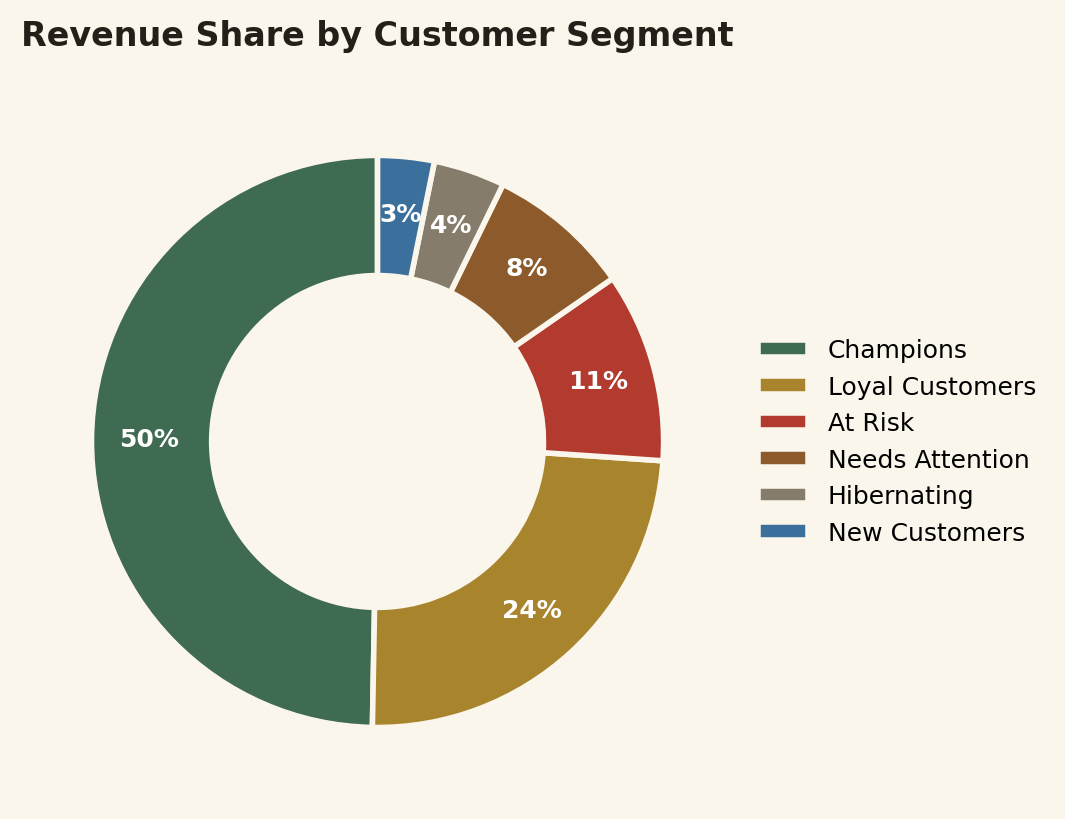 Revenue Share by Customer Segment
3%
4%
8%
11%
50%
24%
Champions
Loyal Customers
At Risk
Needs Attention
Hibernating
New Customers